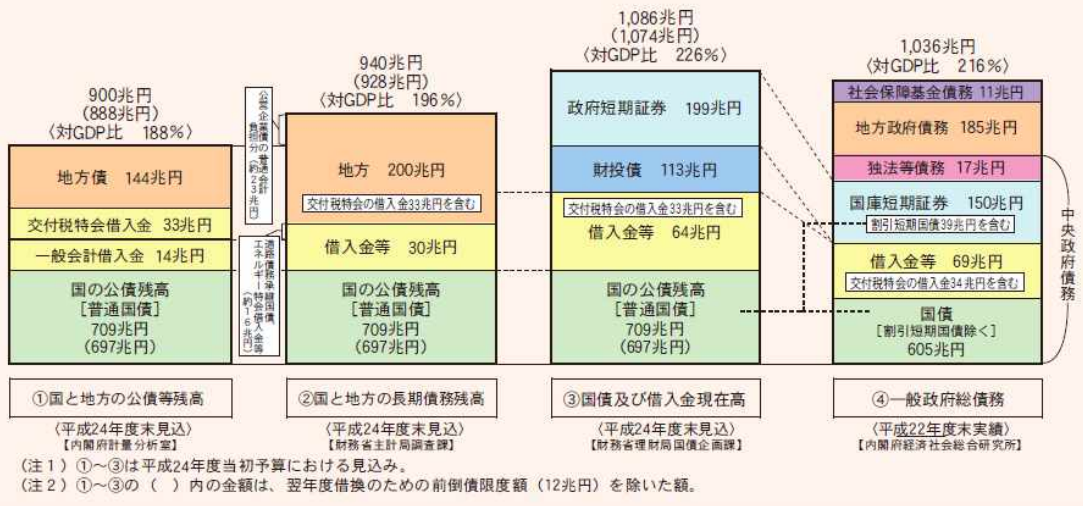 900兆円
(888兆円)
〈対GDP比 188%〉
地方債 144兆円
交付税特会借入金 33兆円
一般会計借入金 14兆円
国の公債残高
[普通国債]
709兆円
(697兆円)
①国と地方の公債等残高
〈平成24年度末見込〉
【内閣府計量分析室】
公営企業債の普通会計
負担分(約23兆円)
道路債務承継国債、
エネルギー特会借入金等
(約16兆円)
940兆円
(928兆円)
〈対GDP比 196%〉
地方 200兆円
交付税特会の借入金33兆円を含む
借入金等 30兆円
国の公債残高
[普通国債]
709兆円
(697兆円)
②国と地方の長期債務残高
〈平成24年度末見込〉
【財務省主計局調査課】
1,086兆円
(1,074兆円)
〈対GDP比 226%〉
政府短期証券 199兆円
財投債 113兆円
交付税特会の借入金33兆円を含む
借入金等 64兆円
国の公債残高
[普通国債]
709兆円
(697兆円)
③国債及び借入金現在高
〈平成24年度末見込〉
【財務省理財局国債企画課】
1,036兆円
〈対GDP比 216%〉
社会保障基金債務 11兆円
地方政府債務 185兆円
独法等債務 17兆円
国庫短期証券 150兆円
割引短期国債39兆円を含む
借入金等 69兆円
交付税特会の借入金34兆円を含む
国債
[割引短期国債除く]
605兆円
中央政府債務
④一般政府総債務
〈平成22年度末実績〉
【内閣府経済社会総合研究所】
(注1)①~③は平成24年度当初予算における見込み。
(注2)①~③の( )内の金額は、翌年度借換のための前倒債限度額(12兆円)を除いた額。